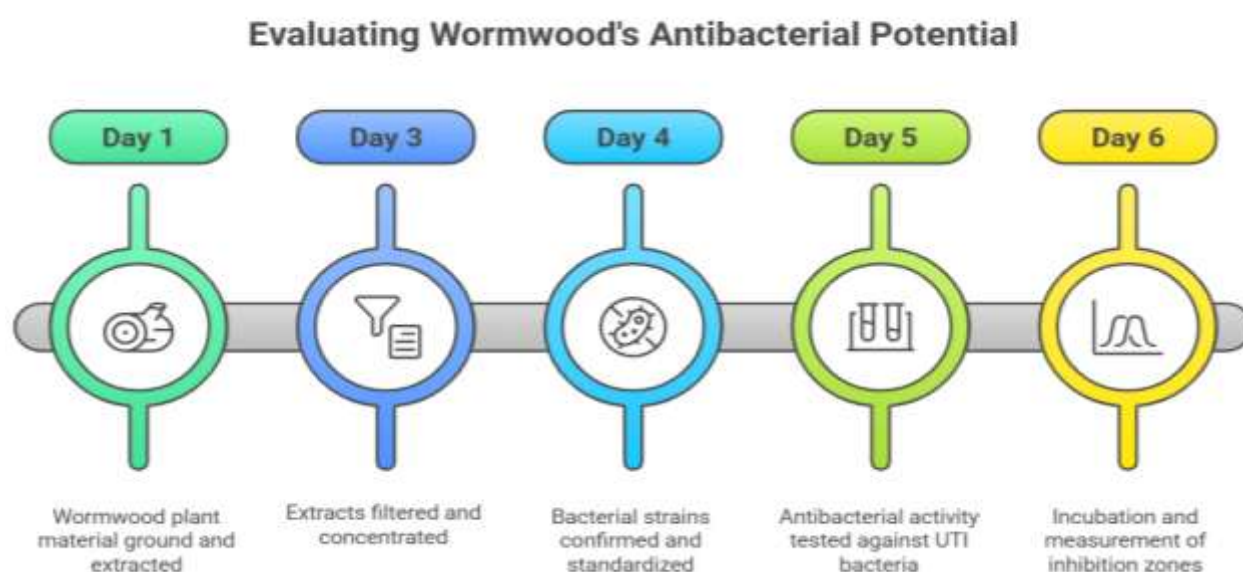 Evaluating Wormwood's Antibacterial Potential
Day 1
Day 3
Day 4
Day 5
Day 6
Wormwood plant
material ground and
extracted
Extracts filtered and
concentrated
Bacterial strains
confirmed and
standardized
Antibacterial activity
tested against UTI
bacteria
Incubation and
measurement of
inhibition zones